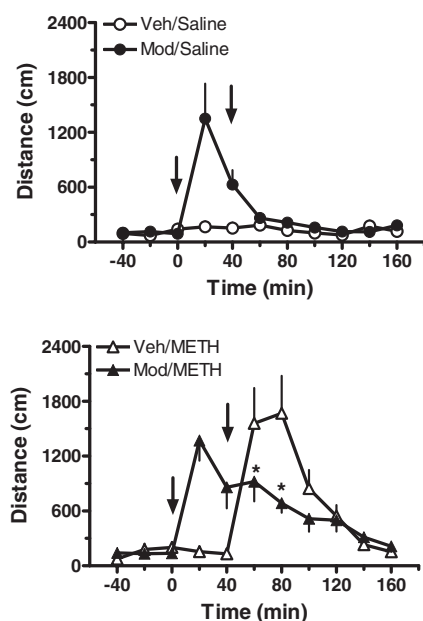 2400
Veh/Saline
Mod/Saline
1800
1200
600
0
Distance (cm)
-40 0 40 80 120 160
Time (min)
2400
Veh/METH
Mod/METH
1800
1200
600
0
Distance (cm)
* *
-40 0 40 80 120 160
Time (min)